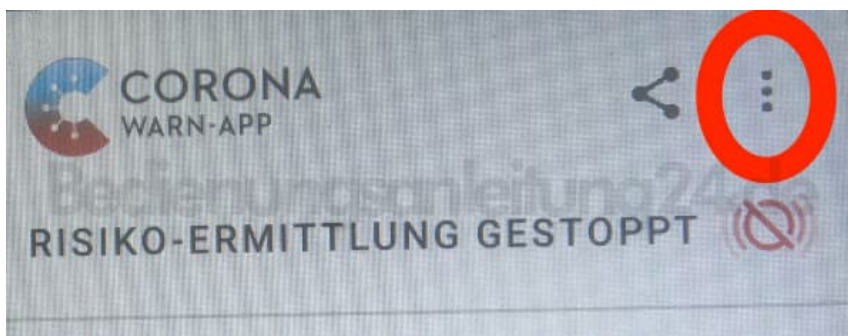 CORONA
WARN-APP
Bedienungsanleitung24.de
RISIKO-ERMITTLUNG GESTOPPT